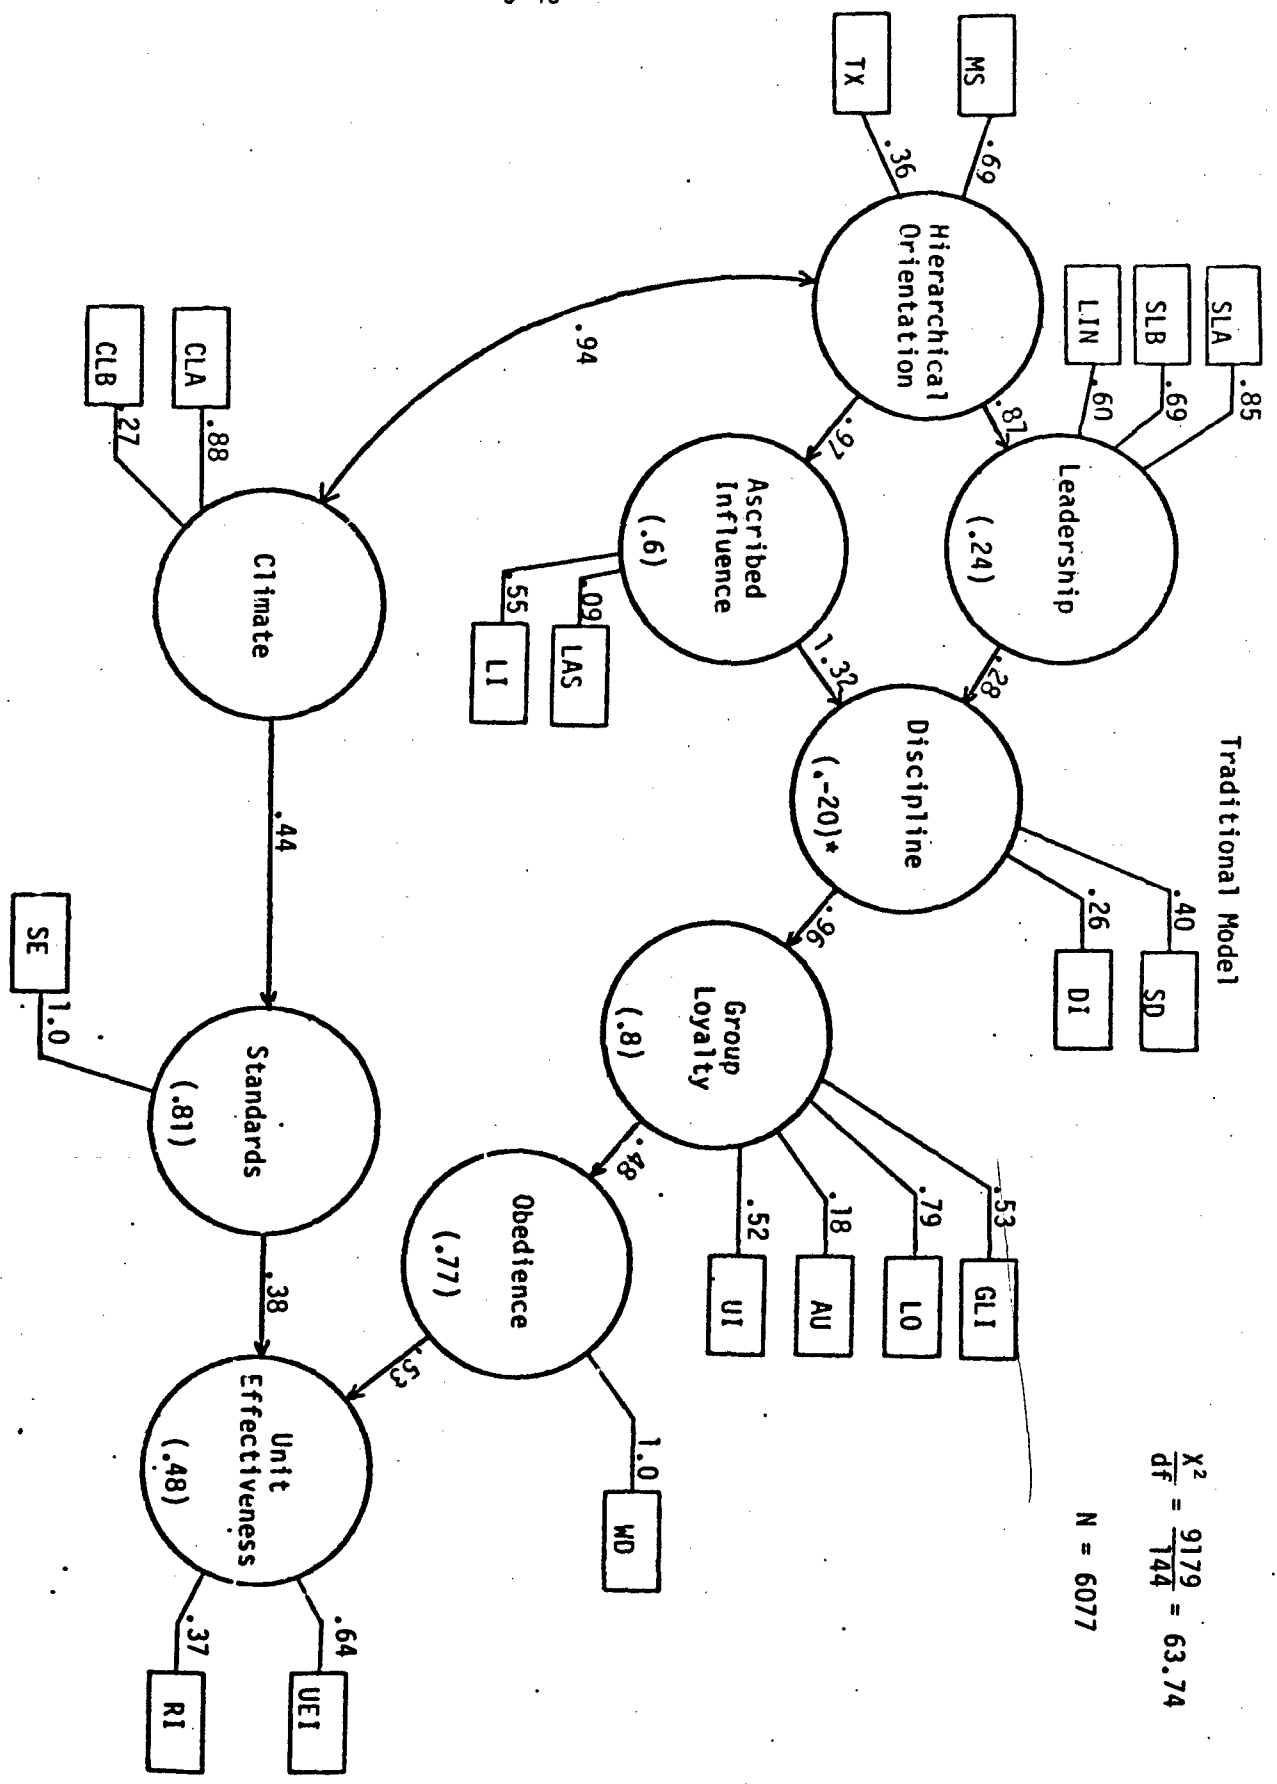 Traditional Model
X²
df
= 9179
144
= 63.74
N = 6077
MS
.69
TX
.36
Hierarchical
Orientation
SLA
.85
SLB
.69
LIN
.60
.87
.97
.94
Leadership
(.24)
Ascribed
Influence
(.6)
.09
LAS
.55
LI
.28
1.32
Discipline
(.-20)*
.40
SD
.26
DI
.96
Group
Loyalty
(.8)
.53
GLI
.79
LO
.18
AU
.52
UI
.48
Obedience
(.77)
1.0
WD
.53
CLA
.88
CLB
.27
Climate
.44
SE
1.0
Standards
(.81)
.38
Unit
Effectiveness
(.48)
.64
UEI
.37
RI